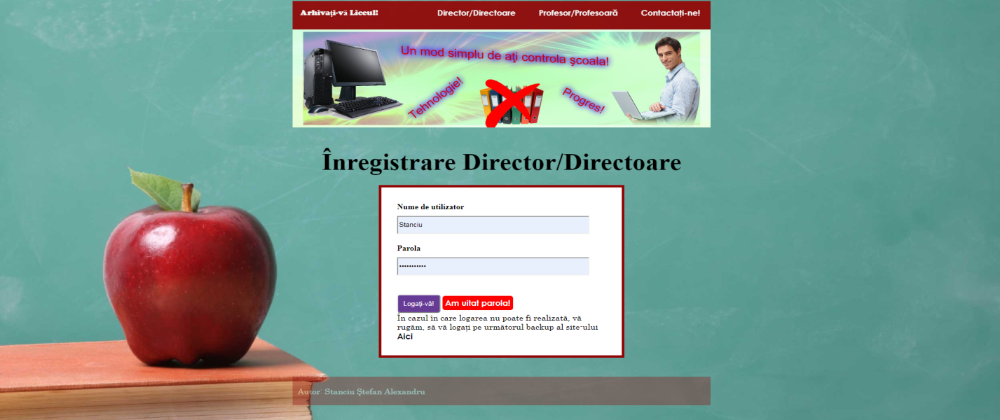 Arhivați-vă Liceul!
Director/Directoare
Profesor/Profesoară
Contactați-ne!
Un mod simplu de aţi controla şcoala!
Tehnologie!
Progres!
Înregistrare Director/Directoare
Nume de utilizator
Stanciu
Parola
•••••••••••
Logați-vă!
Am uitat parola!
În cazul în care logarea nu poate fi realizată, vă
rugăm, să vă logați pe următorul backup al site-ului
Aici
Autor- Stanciu Ștefan Alexandru